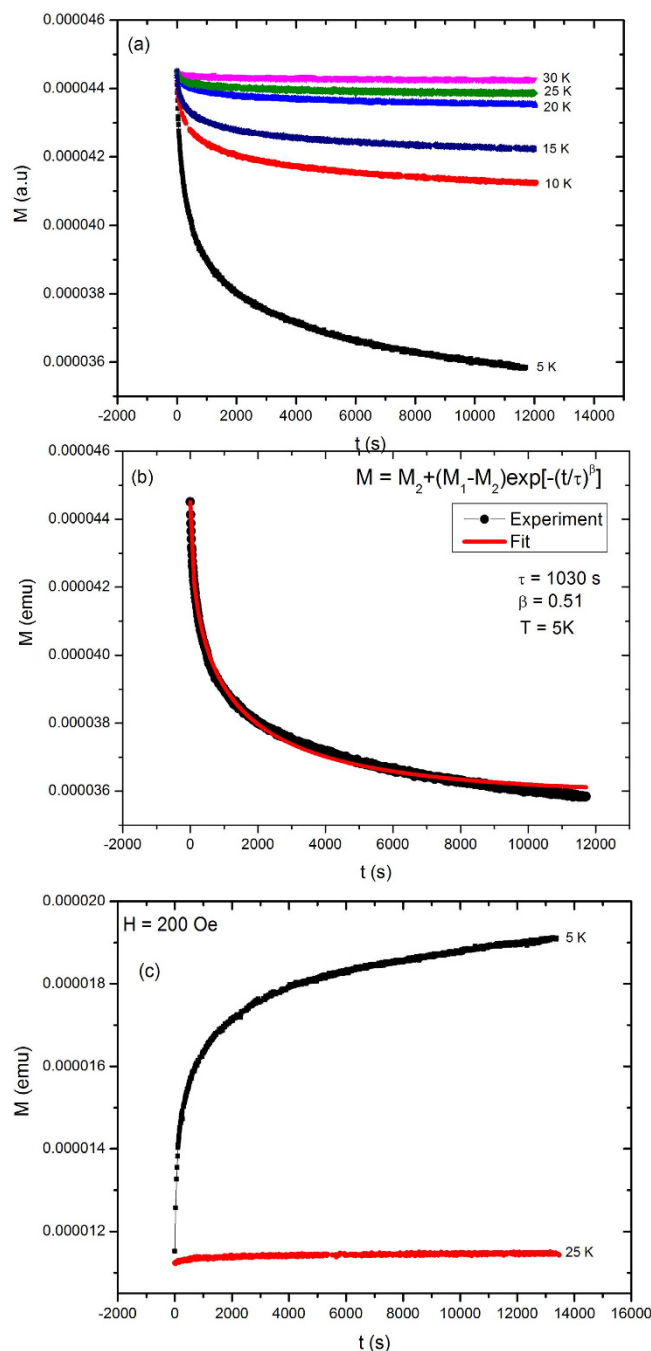 (a)
0.000046
0.000044
0.000042
0.000040
0.000038
0.000036
M (a.u)
30 K
25 K
20 K
15 K
10 K
5 K
-2000 0 2000 4000 6000 8000 10000 12000 14000
t (s)
(b)
M = M₂+(M₁-M₂)exp[-(t/τ)^β]
Experiment
Fit
τ = 1030 s
β = 0.51
T = 5K
0.000046
0.000044
0.000042
0.000040
0.000038
0.000036
M (emu)
-2000 0 2000 4000 6000 8000 10000 12000
t (s)
H = 200 Oe
(c)
0.000020
0.000018
0.000016
0.000014
0.000012
M (emu)
5 K
25 K
-2000 0 2000 4000 6000 8000 10000 12000 14000 16000
t (s)